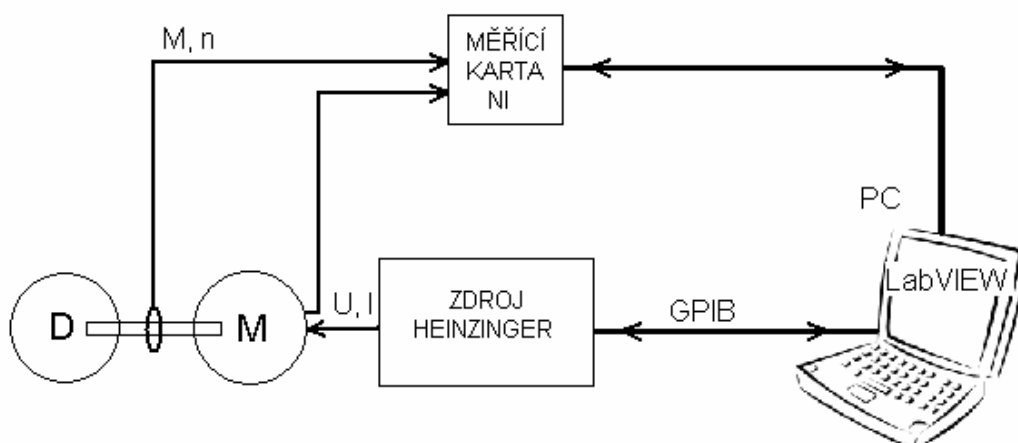 M, n
MĚŘÍCÍ
KARTA
NI
PC
LabVIEW
D
M
U, I
ZDROJ
HEINZINGER
GPIB